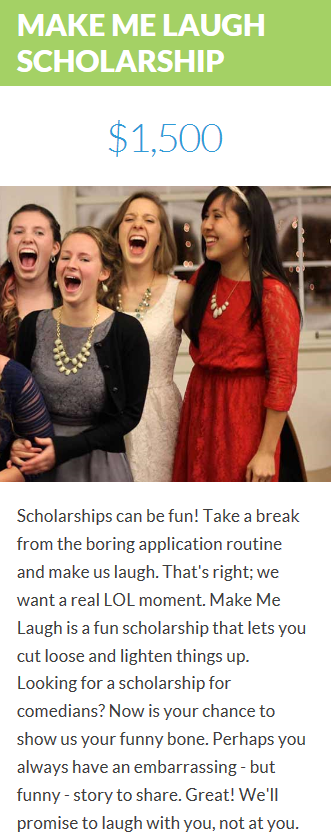 MAKE ME LAUGH
SCHOLARSHIP
$1,500
Scholarships can be fun! Take a break
from the boring application routine
and make us laugh. That's right; we
want a real LOL moment. Make Me
Laugh is a fun scholarship that lets you
cut loose and lighten things up.
Looking for a scholarship for
comedians? Now is your chance to
show us your funny bone. Perhaps you
always have an embarrassing - but
funny - story to share. Great! We'll
promise to laugh with you, not at you.